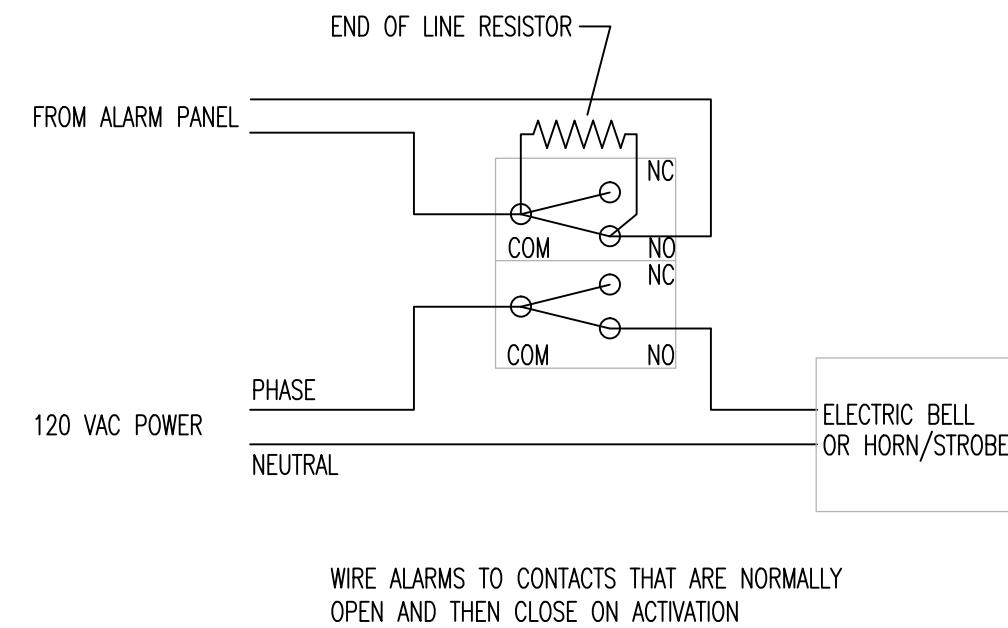 END OF LINE RESISTOR
FROM ALARM PANEL
NC
COM
NO
NC
COM
NO
PHASE
120 VAC POWER
NEUTRAL
ELECTRIC BELL
OR HORN/STROBE
WIRE ALARMS TO CONTACTS THAT ARE NORMALLY
OPEN AND THEN CLOSE ON ACTIVATION